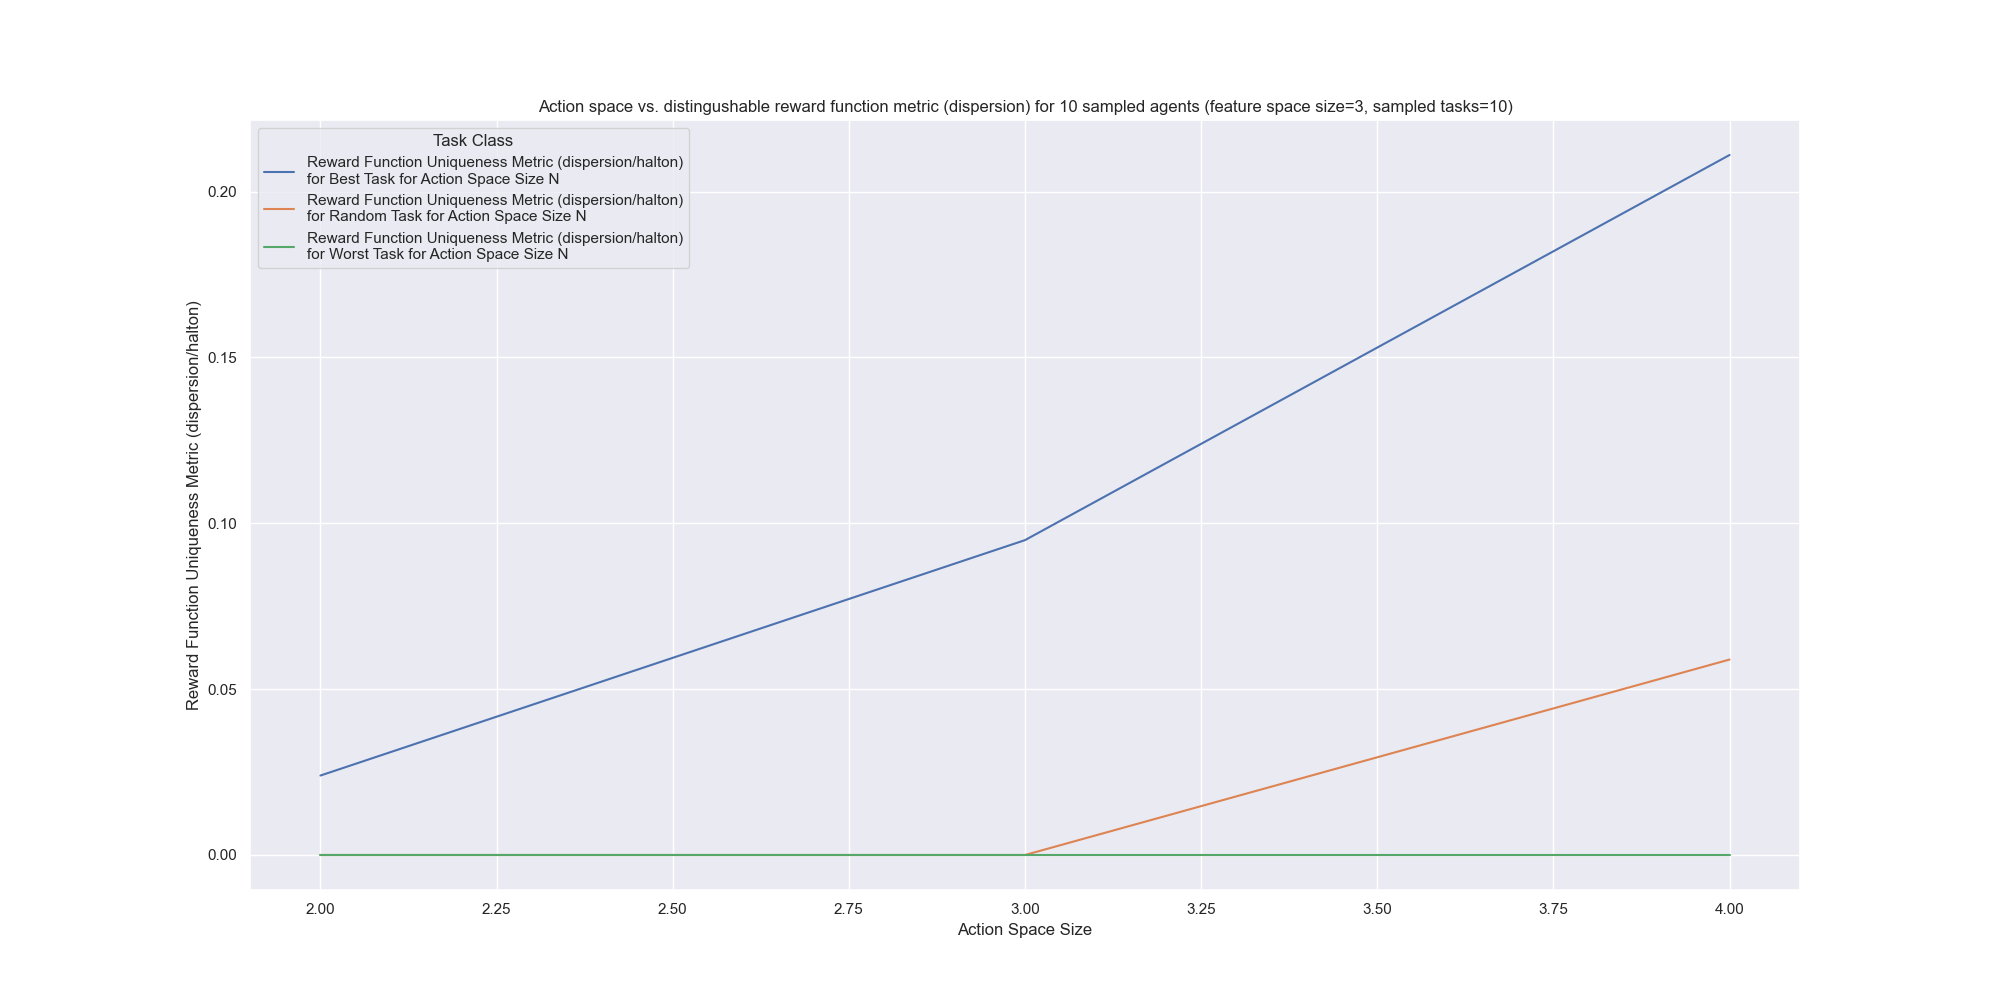 Action space vs. distingushable reward function metric (dispersion) for 10 sampled agents (feature space size=3, sampled tasks=10)
Task Class
Reward Function Uniqueness Metric (dispersion/halton)
for Best Task for Action Space Size N
Reward Function Uniqueness Metric (dispersion/halton)
for Random Task for Action Space Size N
Reward Function Uniqueness Metric (dispersion/halton)
for Worst Task for Action Space Size N
Reward Function Uniqueness Metric (dispersion/halton)
0.20
0.15
0.10
0.05
0.00
2.00 2.25 2.50 2.75 3.00 3.25 3.50 3.75 4.00
Action Space Size